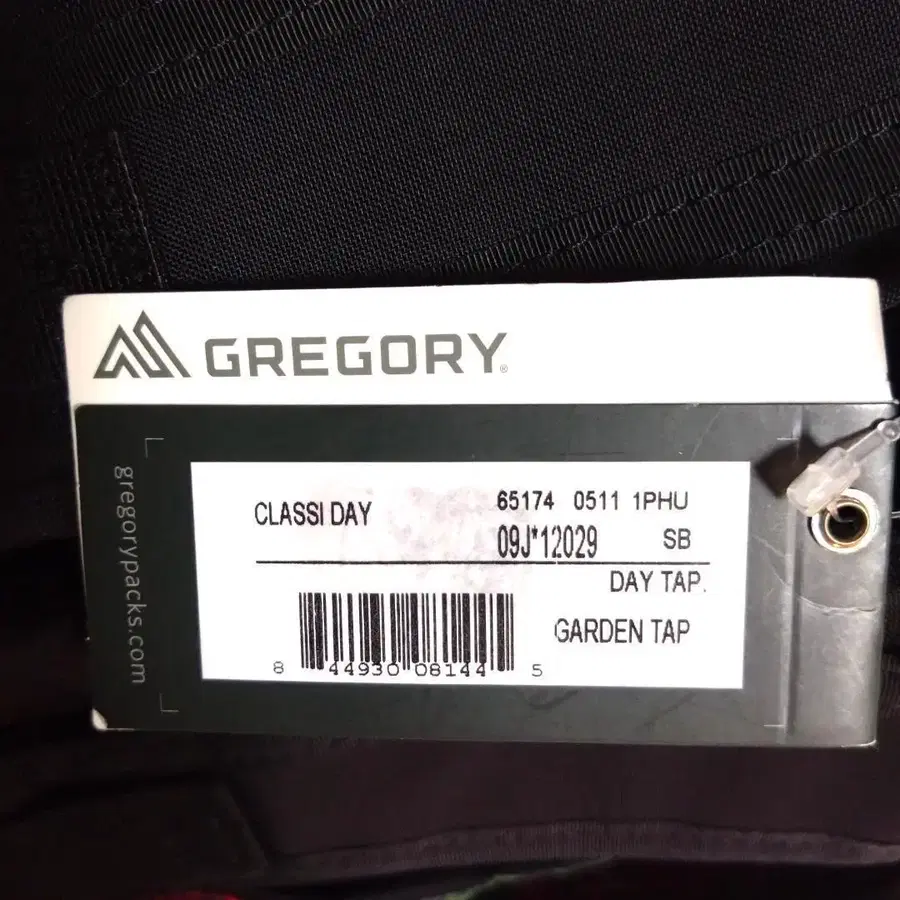 GREGORY®
gregorypacks.com
CLASSI DAY
65174 0511 1PHU
09J*12029 SB
DAY TAP.
GARDEN TAP
8 44930 08144 5